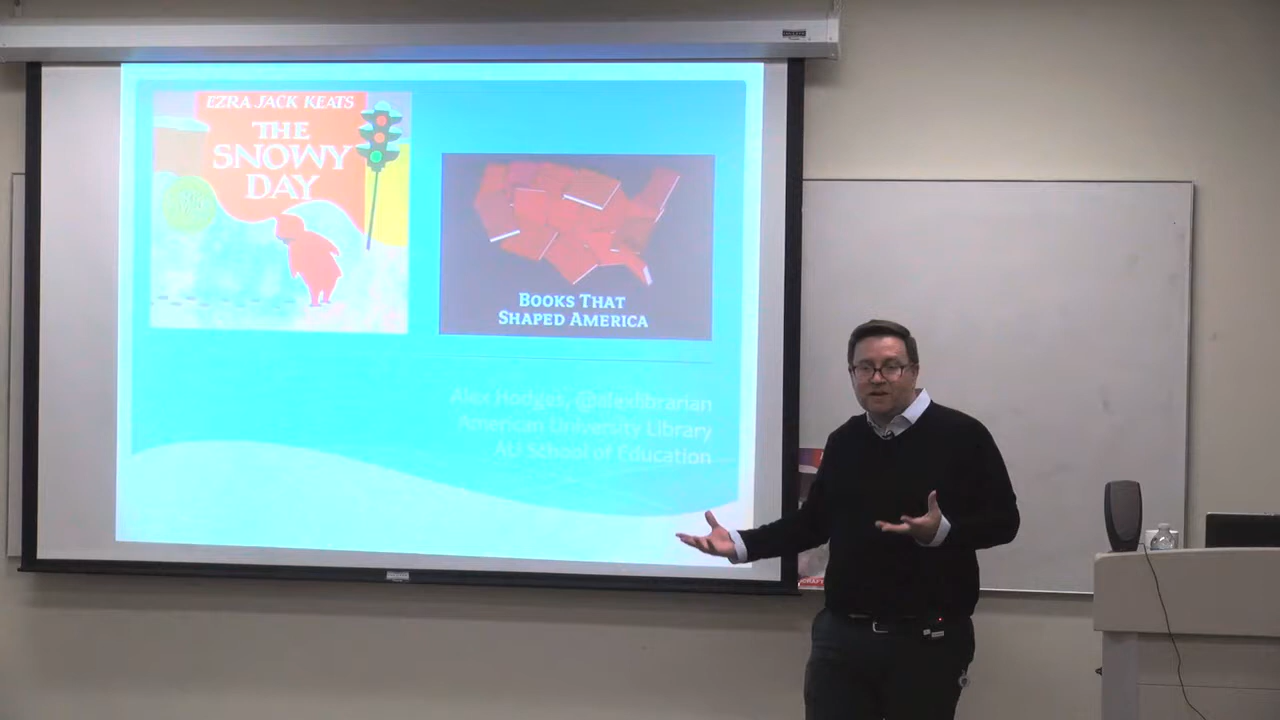 EZRA JACK KEATS
THE
SNOWY
DAY
BOOKS THAT
SHAPED AMERICA
Alex Hodges, @alexlibrarian
American University Library
AU School of Education